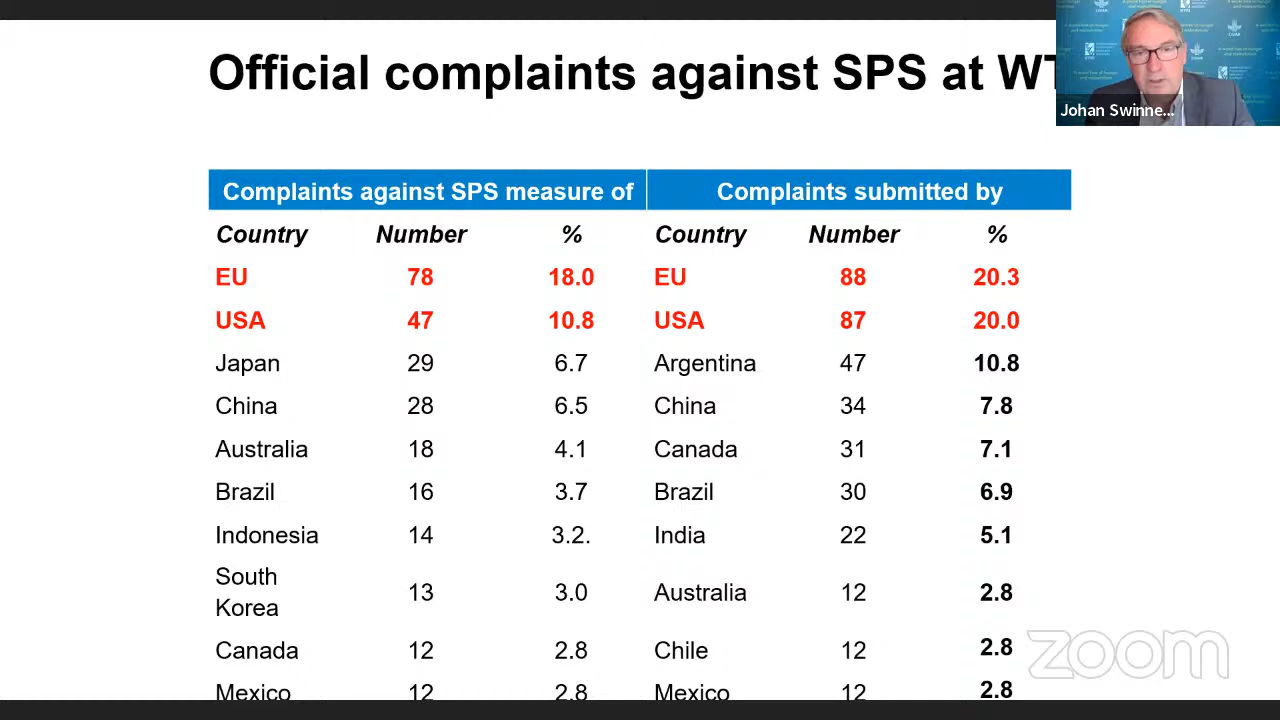 Official complaints against SPS at WT
Johan Swinne...
Complaints against SPS measure of Complaints submitted by
Country Number % Country Number %
EU 78 18.0 EU 88 20.3
USA 47 10.8 USA 87 20.0
Japan 29 6.7 Argentina 47 10.8
China 28 6.5 China 34 7.8
Australia 18 4.1 Canada 31 7.1
Brazil 16 3.7 Brazil 30 6.9
Indonesia 14 3.2. India 22 5.1
South
Korea 13 3.0 Australia 12 2.8
Canada 12 2.8 Chile 12 2.8
Mexico 12 2.8 Mexico 12 2.8
zoom